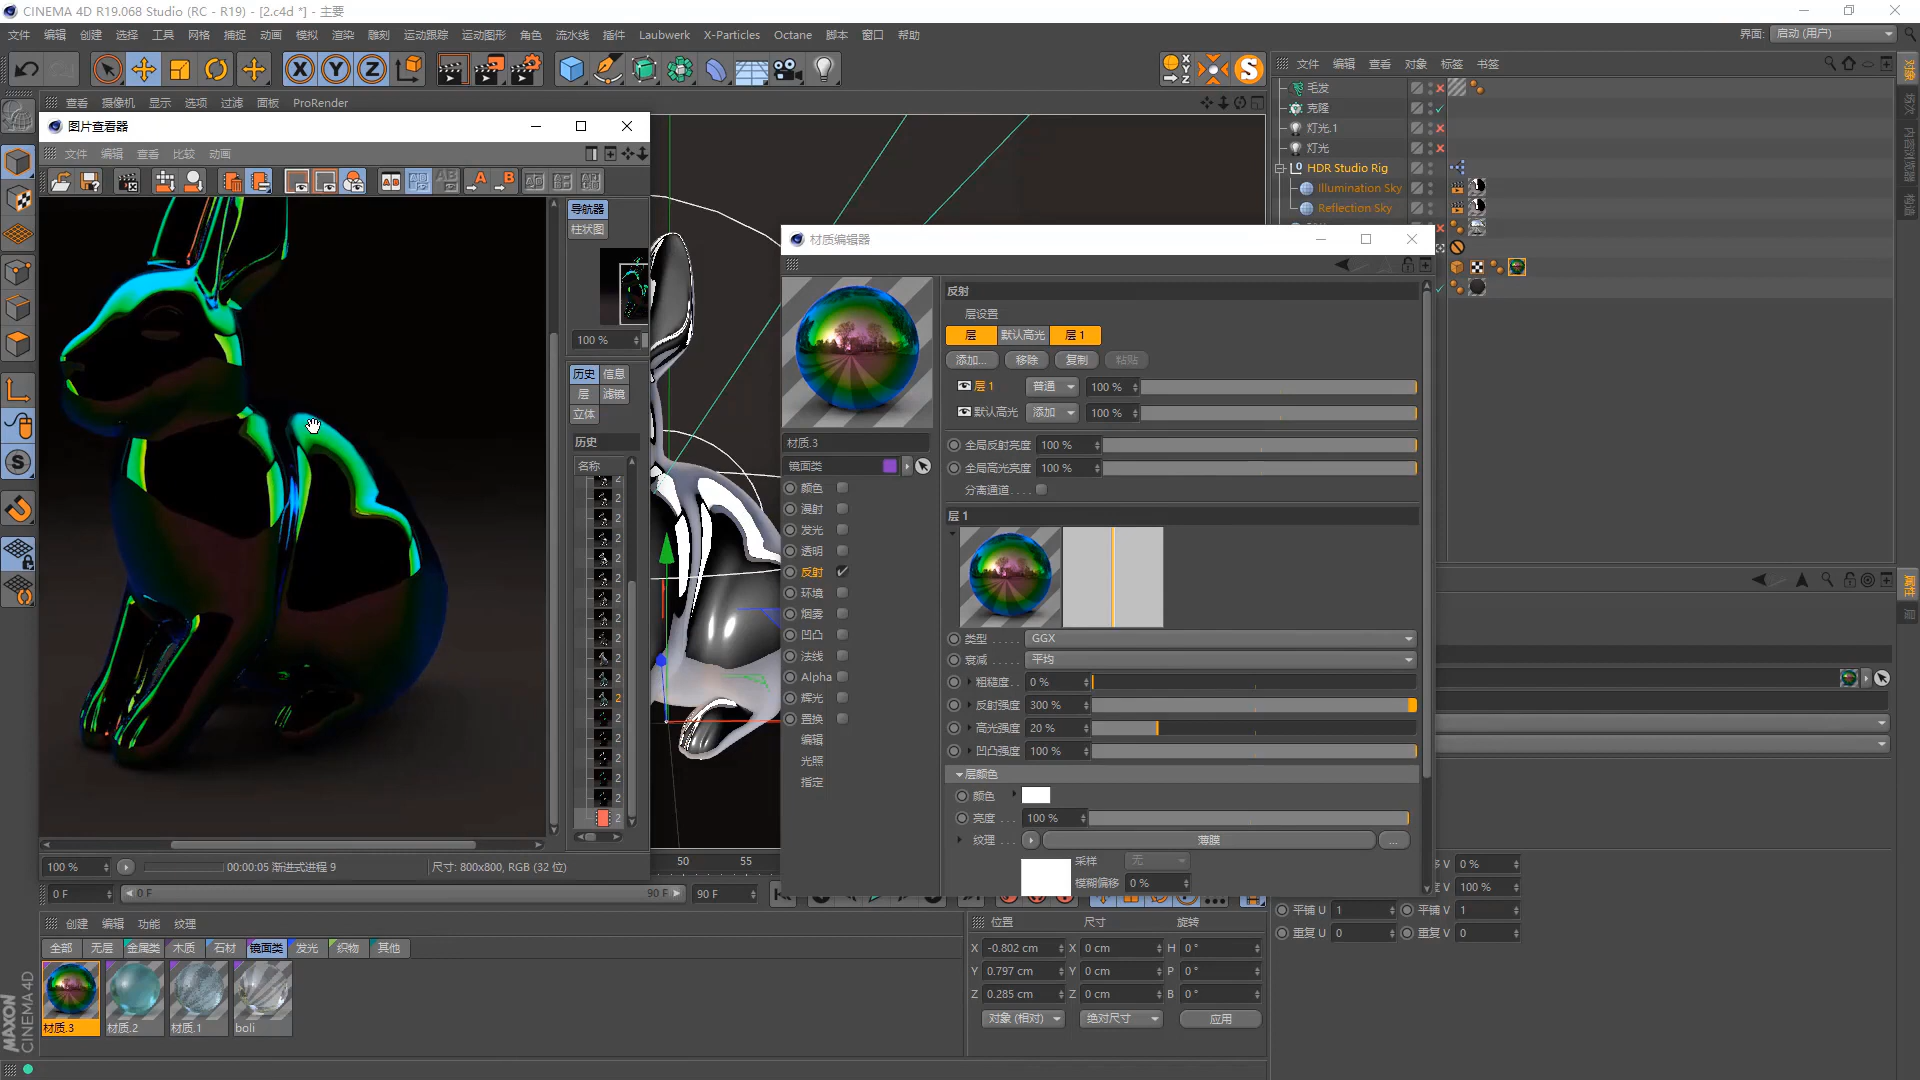 CINEMA 4D R19.068 Studio (RC - R19) - [2.c4d *] - 主要
文件 编辑 创建 选择 工具 网格 捕捉 动画 模拟 渲染 雕刻 运动跟踪 运动图形 角色 流水线 插件 Laubwerk X-Particles Octane 脚本 窗口 帮助
界面: 启动 (用户)
文件 编辑 查看 对象 标签 书签
查看 摄像机 显示 选项 过滤 面板 ProRender
毛发
克隆
灯光.1
灯光
HDR Studio Rig
Illumination Sky
Reflection Sky
对象
场次
内容浏览器
构造
属性
层
图片查看器
文件 编辑 查看 比较 动画
导航器
柱状图
100 %
历史 信息
层 滤镜
立体
历史
名称
100 %
00:00:05 渐进式进程 9
尺寸: 800x800, RGB (32 位)
材质编辑器
材质.3
镜面类
颜色
漫射
发光
透明
反射
环境
烟雾
凹凸
法线
Alpha
辉光
置换
编辑
光照
指定
反射
层设置
层 默认高光 层 1
添加... 移除 复制 粘贴
层 1 普通 100 %
默认高光 添加 100 %
全局反射亮度 100 %
全局高光亮度 100 %
分离通道
层 1
类型 GGX
衰减 平均
粗糙度 0 %
反射强度 300 %
高光强度 20 %
凹凸强度 100 %
层颜色
颜色
亮度 100 %
纹理 薄膜 ...
采样 无
模糊偏移 0 %
50 55
0 F 0 F 90 F 90 F
创建 编辑 功能 纹理
全部 无层 金属类 木质 石材 镜面类 发光 织物 其他
材质.3 材质.2 材质.1 boli
位置 尺寸 旋转
X -0.802 cm X 0 cm H 0 °
Y 0.797 cm Y 0 cm P 0 °
Z 0.285 cm Z 0 cm B 0 °
对象 (相对) 绝对尺寸 应用
V 0 %
V 100 %
平铺 U 1 平铺 V 1
重复 U 0 重复 V 0
MAXON
CINEMA 4D